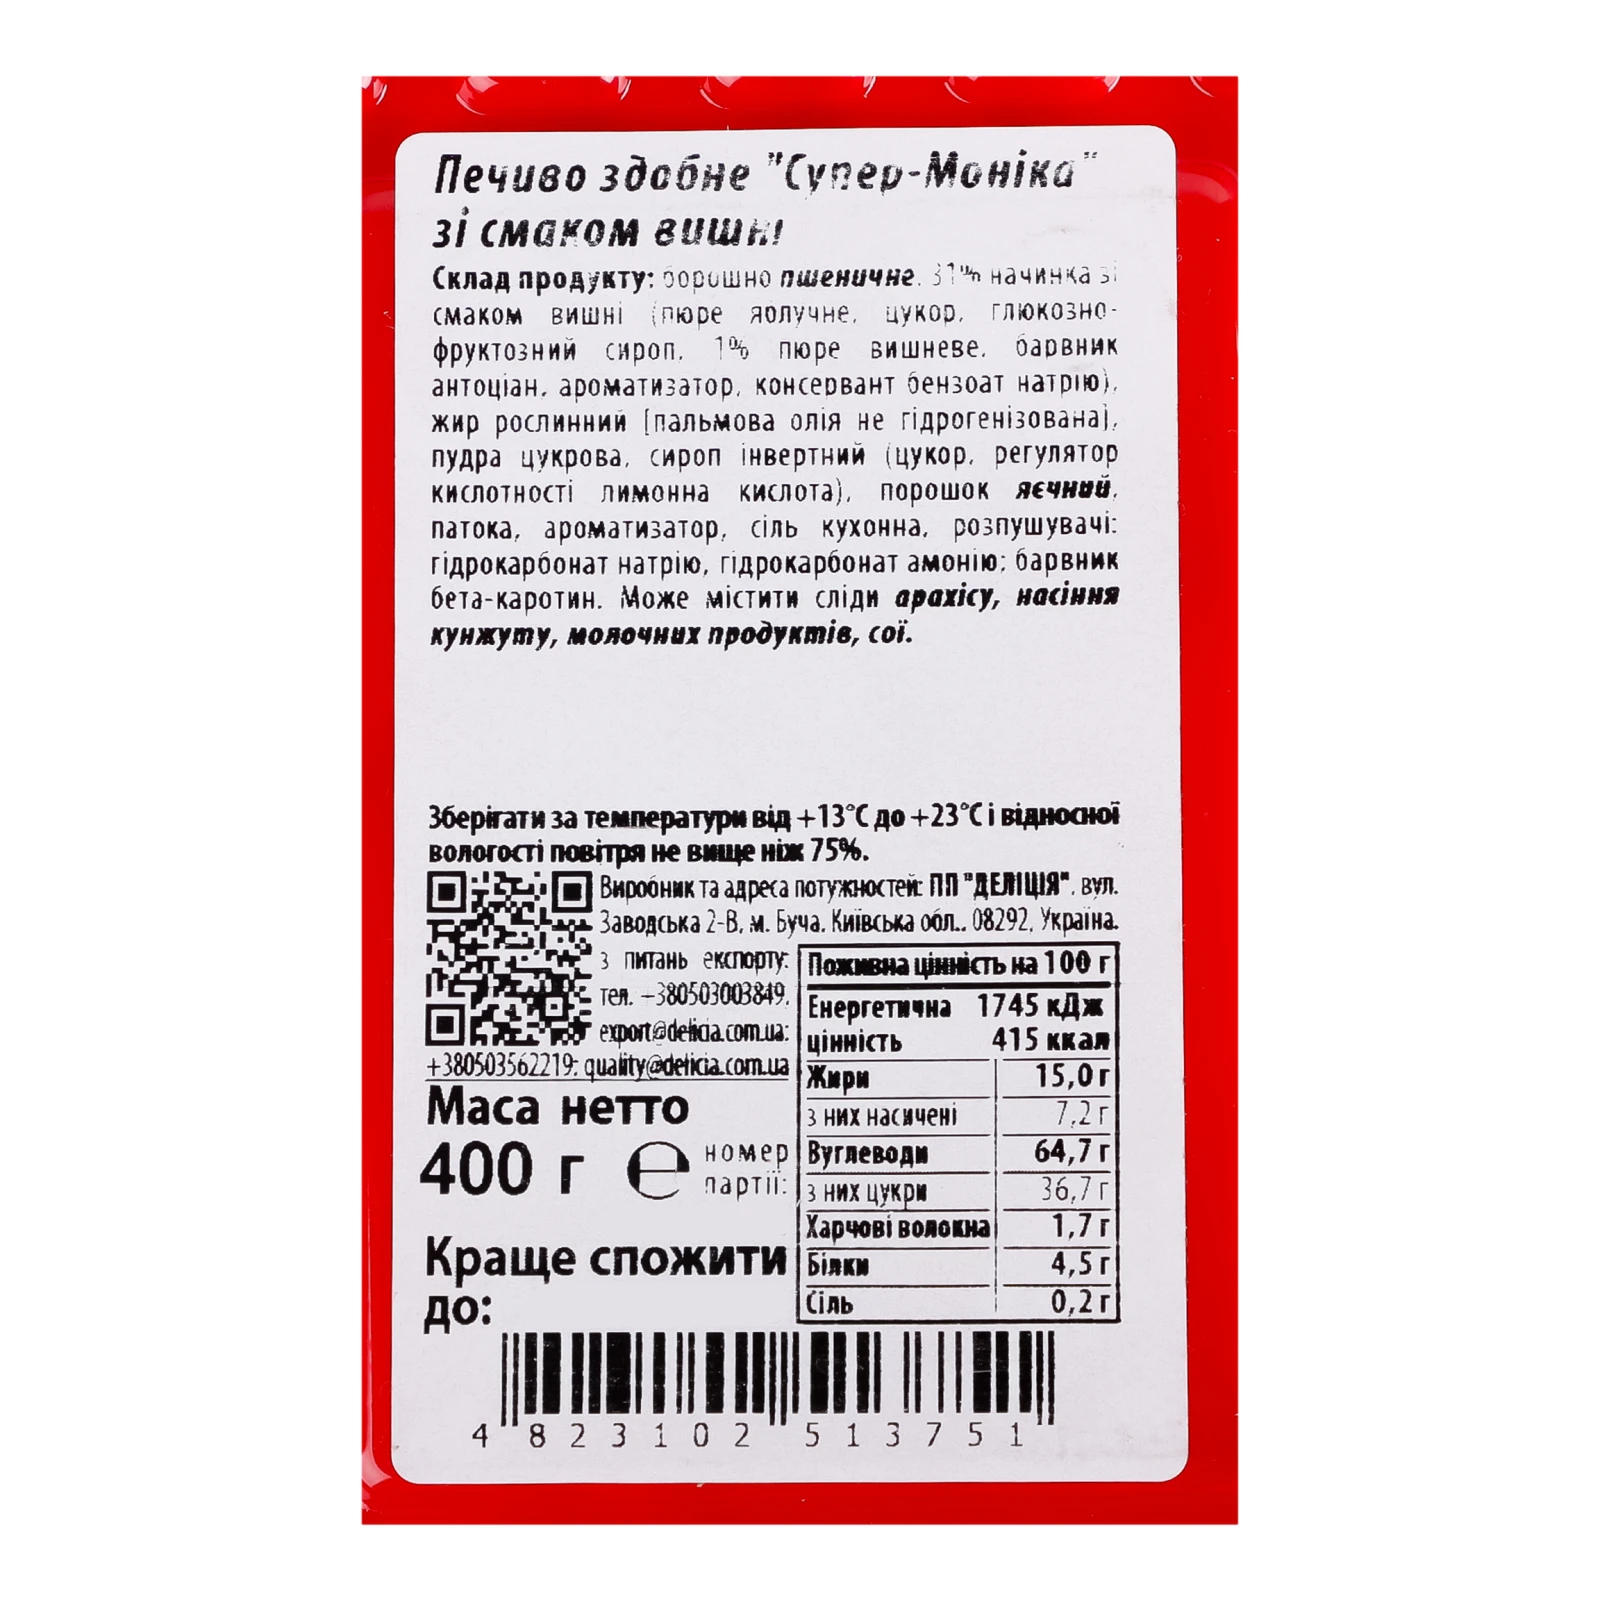 Печиво здобне "Супер-Моніка"
зі смаком вишні
Склад продукту: борошно пшеничне, 31% начинка зі
смаком вишні (пюре яблучне, цукор, глюкозно-
фруктозний сироп, 1% пюре вишневе, барвник
антоціан, ароматизатор, консервант бензоат натрію),
жир рослинний [пальмова олія не гідрогенізована],
пудра цукрова, сироп інвертний (цукор, регулятор
кислотності лимонна кислота), порошок яєчний,
патока, ароматизатор, сіль кухонна, розпушувачі:
гідрокарбонат натрію, гідрокарбонат амонію; барвник
бета-каротин. Може містити сліди арахісу, насіння
кунжуту, молочних продуктів, сої.
Зберігати за температури від +13°С до +23°С і відносної
вологості повітря не вище ніж 75%.
Виробник та адреса потужностей: ПП "ДЕЛІЦІЯ", вул.
Заводська 2-В, м. Буча, Київська обл., 08292, Україна.
з питань експорту:
тел. +380503003849,
export@delicia.com.ua;
+380503562219; quality@delicia.com.ua
Маса нетто
400 г ℮ номер
партії:
Краще спожити
до:
Поживна цінність на 100 г
Енергетична 1745 кДж
цінність 415 ккал
Жири 15,0 г
з них насичені 7,2 г
Вуглеводи 64,7 г
з них цукри 36,7 г
Харчові волокна 1,7 г
Білки 4,5 г
Сіль 0,2 г
4 823102 513751